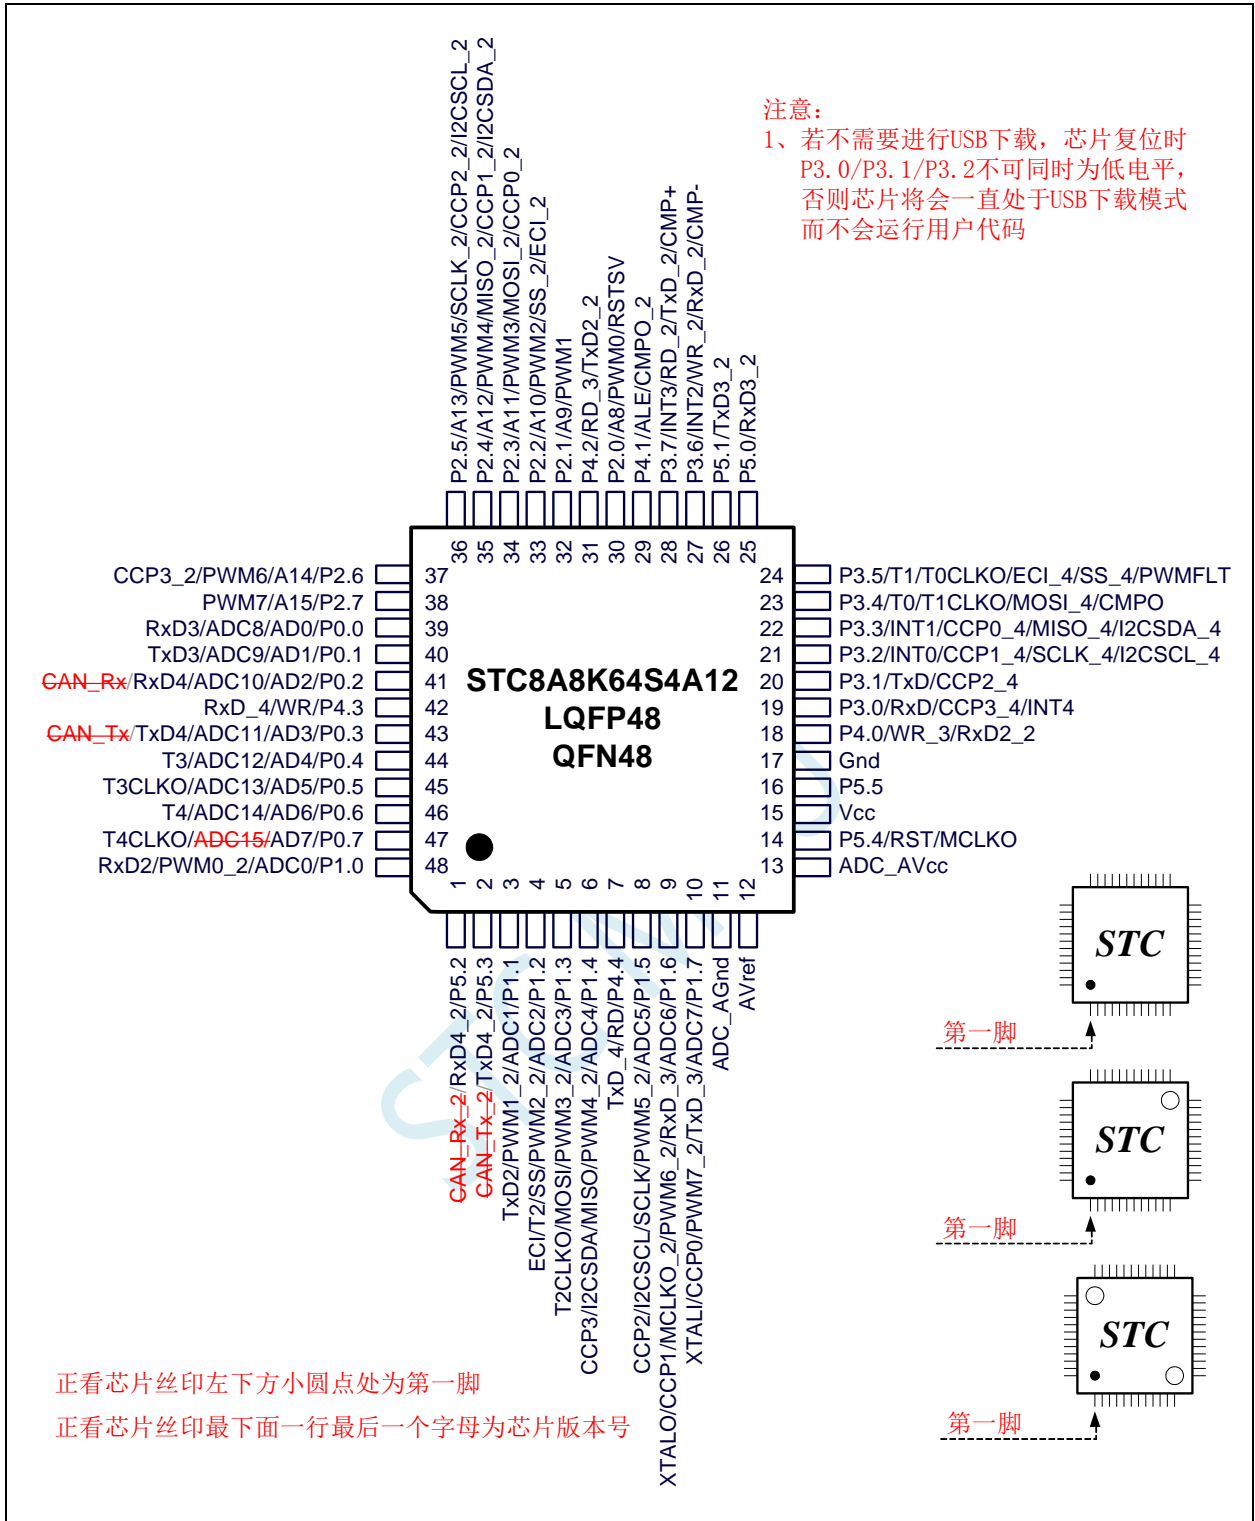 P2.5/A13/PWM5/SCLK_2/CCP2_2/I2CSCL_2
P2.4/A12/PWM4/MISO_2/CCP1_2/I2CSDA_2
P2.3/A11/PWM3/MOSI_2/CCP0_2
P2.2/A10/PWM2/SS_2/ECI_2
P2.1/A9/PWM1
P4.2/RD_3/TxD2_2
P2.0/A8/PWM0/RSTSV
P4.1/ALE/CMPO_2
P3.7/INT3/RD_2/TxD_2/CMP+
P3.6/INT2/WR_2/RxD_2/CMP-
P5.1/TxD3_2
P5.0/RxD3_2
注意：
1、若不需要进行USB下载，芯片复位时
P3.0/P3.1/P3.2不可同时为低电平，
否则芯片将会一直处于USB下载模式
而不会运行用户代码
36 35 34 33 32 31 30 29 28 27 26 25
CCP3_2/PWM6/A14/P2.6 37
PWM7/A15/P2.7 38
RxD3/ADC8/AD0/P0.0 39
TxD3/ADC9/AD1/P0.1 40
CAN_Rx/RxD4/ADC10/AD2/P0.2 41
RxD_4/WR/P4.3 42
CAN_Tx/TxD4/ADC11/AD3/P0.3 43
T3/ADC12/AD4/P0.4 44
T3CLKO/ADC13/AD5/P0.5 45
T4/ADC14/AD6/P0.6 46
T4CLKO/ADC15/AD7/P0.7 47
RxD2/PWM0_2/ADC0/P1.0 48
STC8A8K64S4A12
LQFP48
QFN48
24 P3.5/T1/T0CLKO/ECI_4/SS_4/PWMFLT
23 P3.4/T0/T1CLKO/MOSI_4/CMPO
22 P3.3/INT1/CCP0_4/MISO_4/I2CSDA_4
21 P3.2/INT0/CCP1_4/SCLK_4/I2CSCL_4
20 P3.1/TxD/CCP2_4
19 P3.0/RxD/CCP3_4/INT4
18 P4.0/WR_3/RxD2_2
17 Gnd
16 P5.5
15 Vcc
14 P5.4/RST/MCLKO
13 ADC_AVcc
1 2 3 4 5 6 7 8 9 10 11 12
CAN_Rx_2/RxD4_2/P5.2
CAN_Tx_2/TxD4_2/P5.3
TxD2/PWM1_2/ADC1/P1.1
ECI/T2/SS/PWM2_2/ADC2/P1.2
T2CLKO/MOSI/PWM3_2/ADC3/P1.3
CCP3/I2CSDA/MISO/PWM4_2/ADC4/P1.4
TxD_4/RD/P4.4
CCP2/I2CSCL/SCLK/PWM5_2/ADC5/P1.5
XTALO/CCP1/MCLKO_2/PWM6_2/RxD_3/ADC6/P1.6
XTALI/CCP0/PWM7_2/TxD_3/ADC7/P1.7
ADC_AGnd
AVref
STC
第一脚
STC
第一脚
STC
第一脚
正看芯片丝印左下方小圆点处为第一脚
正看芯片丝印最下面一行最后一个字母为芯片版本号